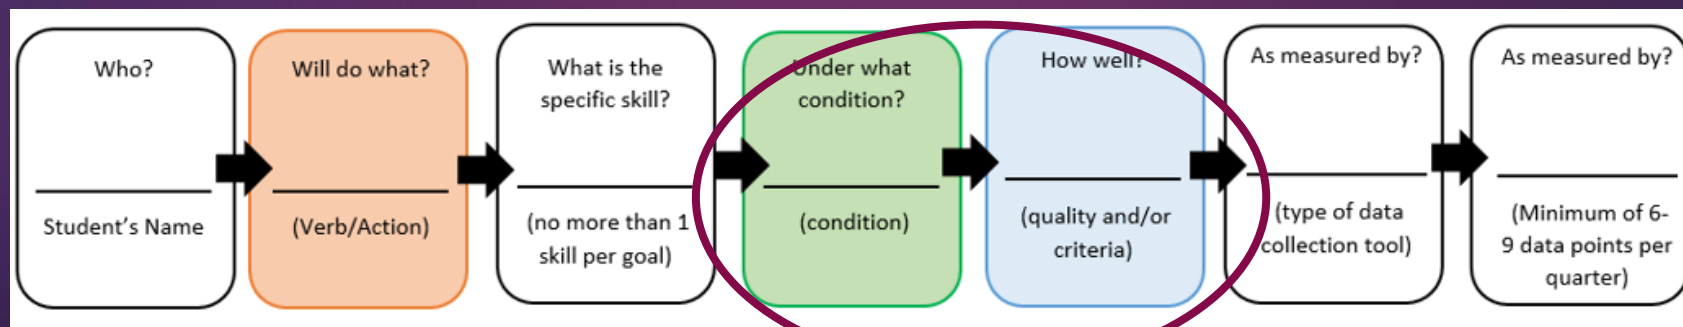 Who?
Student's Name
Will do what?
(Verb/Action)
What is the
specific skill?
(no more than 1
skill per goal)
Under what
condition?
(condition)
How well?
(quality and/or
criteria)
As measured by?
(type of data
collection tool)
As measured by?
(Minimum of 6-
9 data points per
quarter)